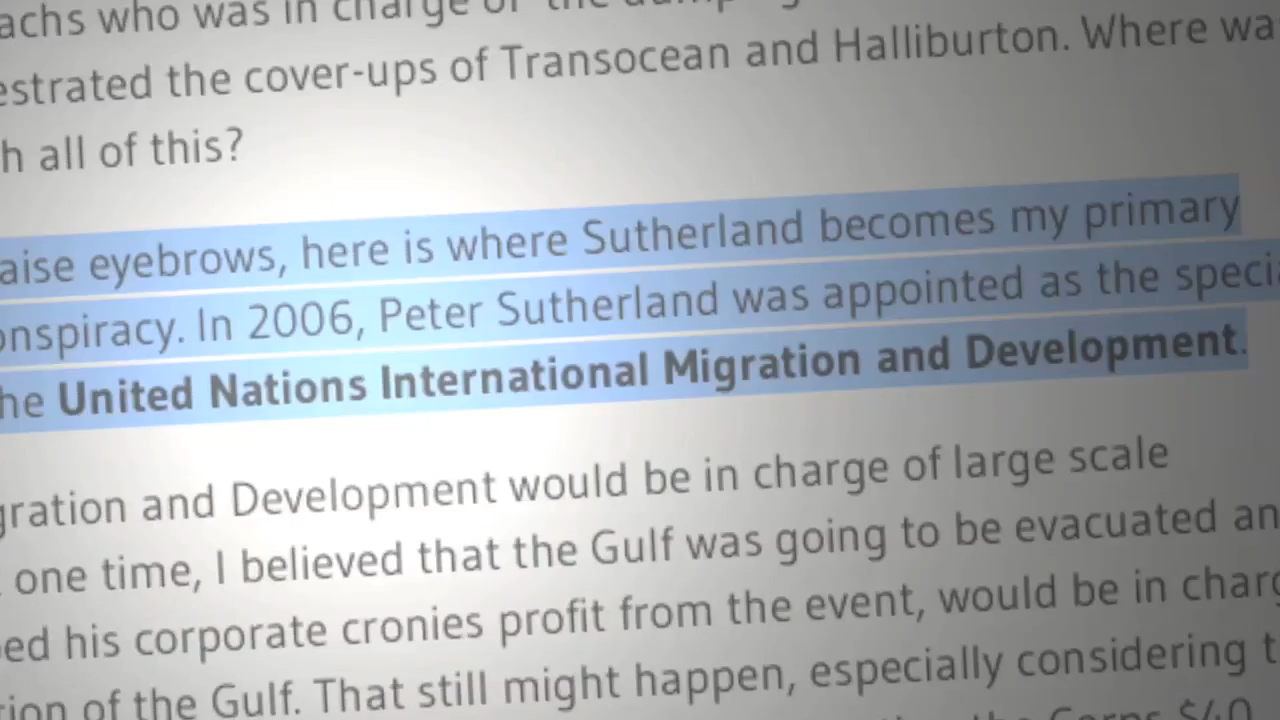 achs who was in charge of the dumping
estrated the cover-ups of Transocean and Halliburton. Where wa
h all of this?
aise eyebrows, here is where Sutherland becomes my primary
onspiracy. In 2006, Peter Sutherland was appointed as the speci
he United Nations International Migration and Development.
gration and Development would be in charge of large scale
one time, I believed that the Gulf was going to be evacuated an
ed his corporate cronies profit from the event, would be in charg
ion of the Gulf. That still might happen, especially considering t
the Corps $40